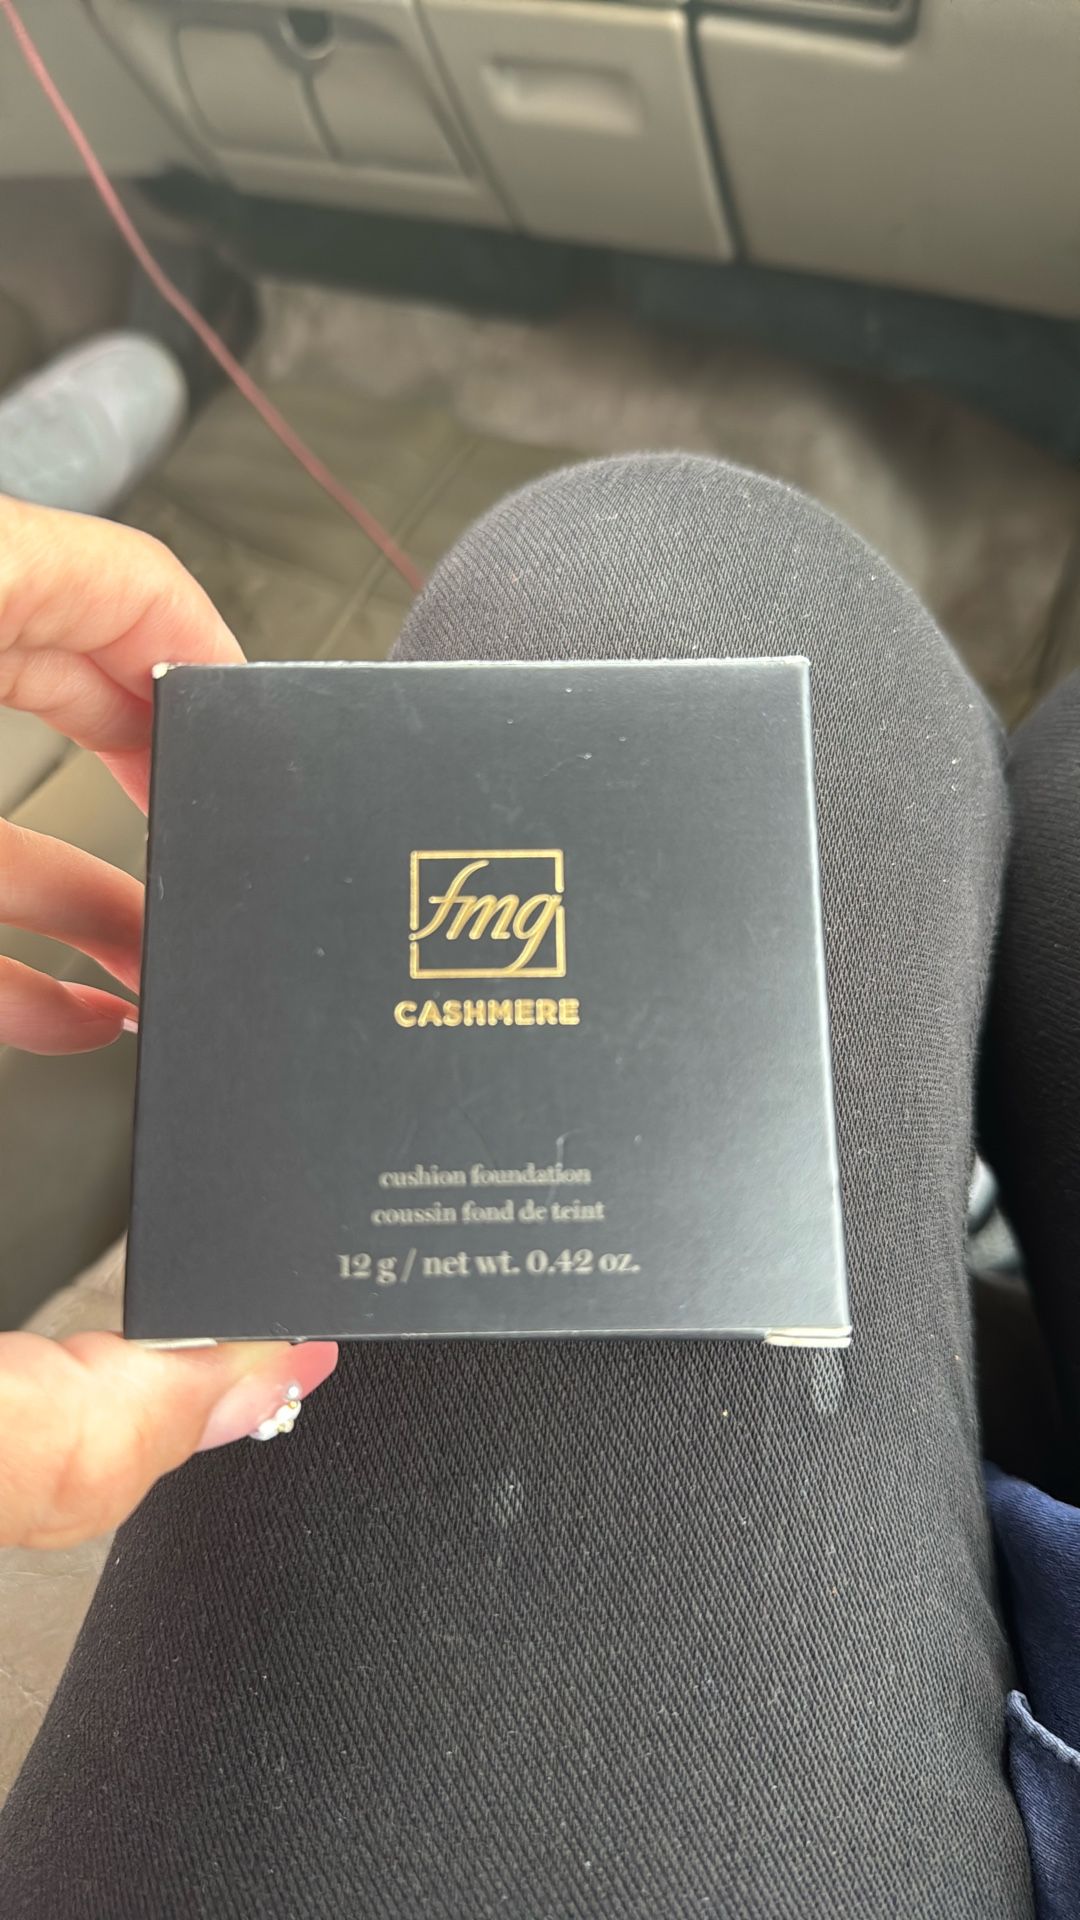 fmg
CASHMERE
cushion foundation
coussin fond de teint
12 g / net wt. 0.42 oz.